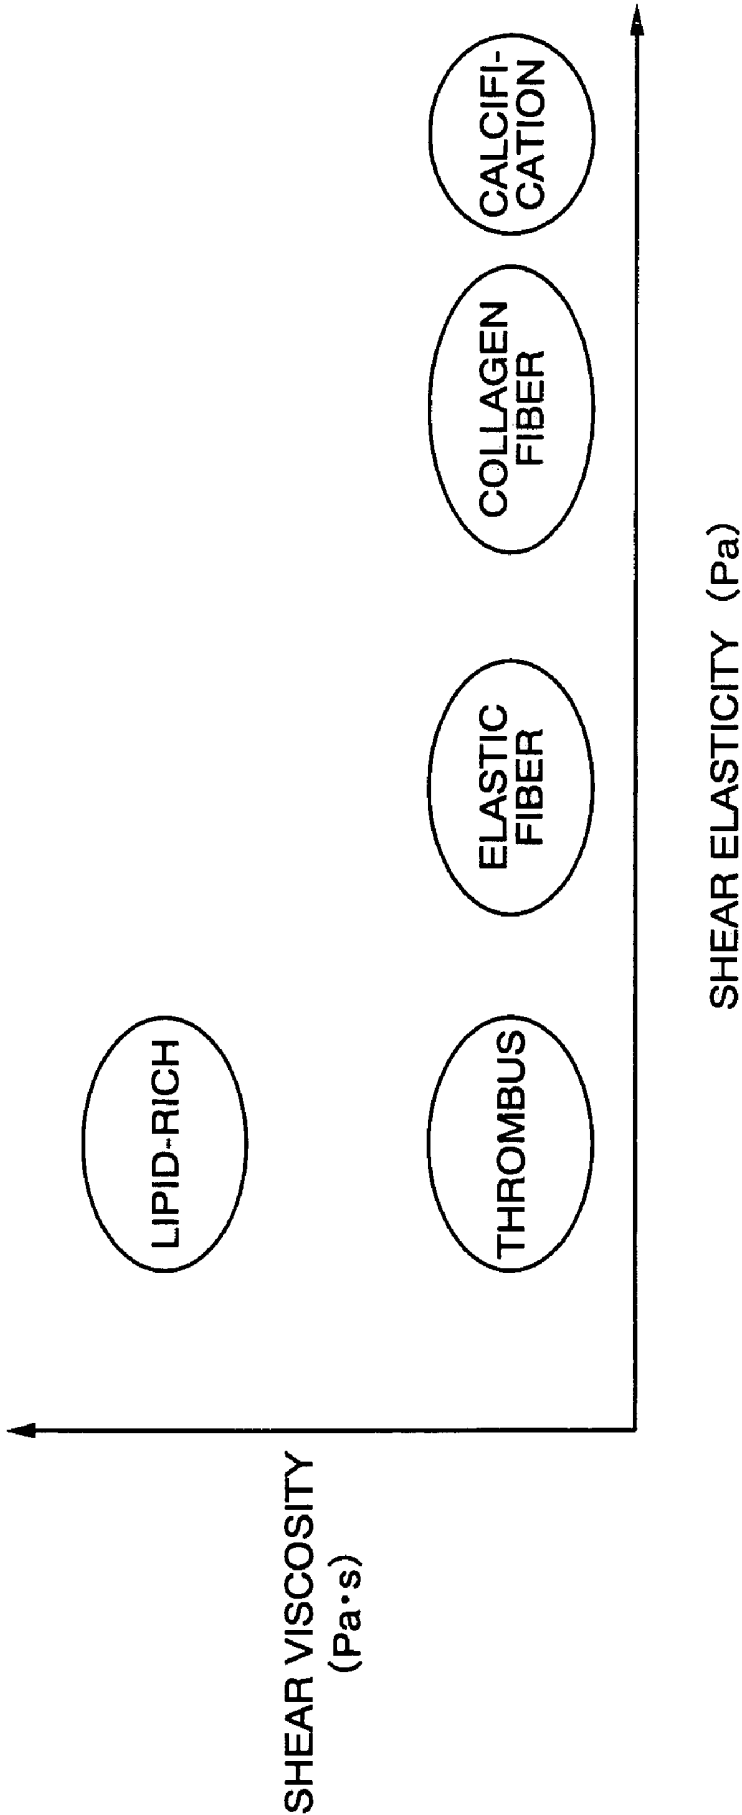 SHEAR VISCOSITY
(Pa·s)
LIPID-RICH
THROMBUS
ELASTIC
FIBER
COLLAGEN
FIBER
CALCIFI-
CATION
SHEAR ELASTICITY (Pa)